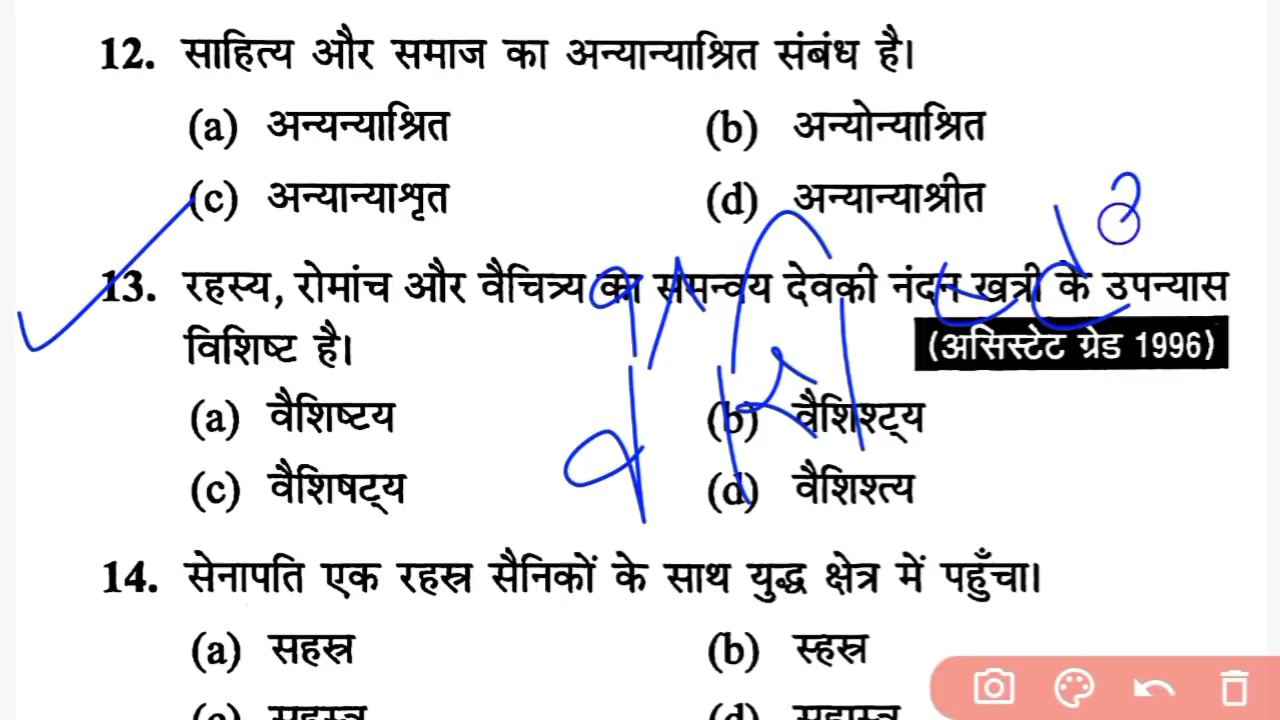 12. साहित्य और समाज का अन्यान्याश्रित संबंध है।
(a) अन्यन्याश्रित (b) अन्योन्याश्रित
(c) अन्यान्याशृत (d) अन्यान्याश्रीत
13. रहस्य, रोमांच और वैचित्र्य का समन्वय देवकी नंदन खत्री के उपन्यास
विशिष्ट है। (असिस्टेट ग्रेड 1996)
(a) वैशिष्टय (b) वैशिश्ट्य
(c) वैशिषट्य (d) वैशिश्त्य
14. सेनापति एक रहस्र सैनिकों के साथ युद्ध क्षेत्र में पहुँचा।
(a) सहस्र (b) स्हस्र
(c) (d)